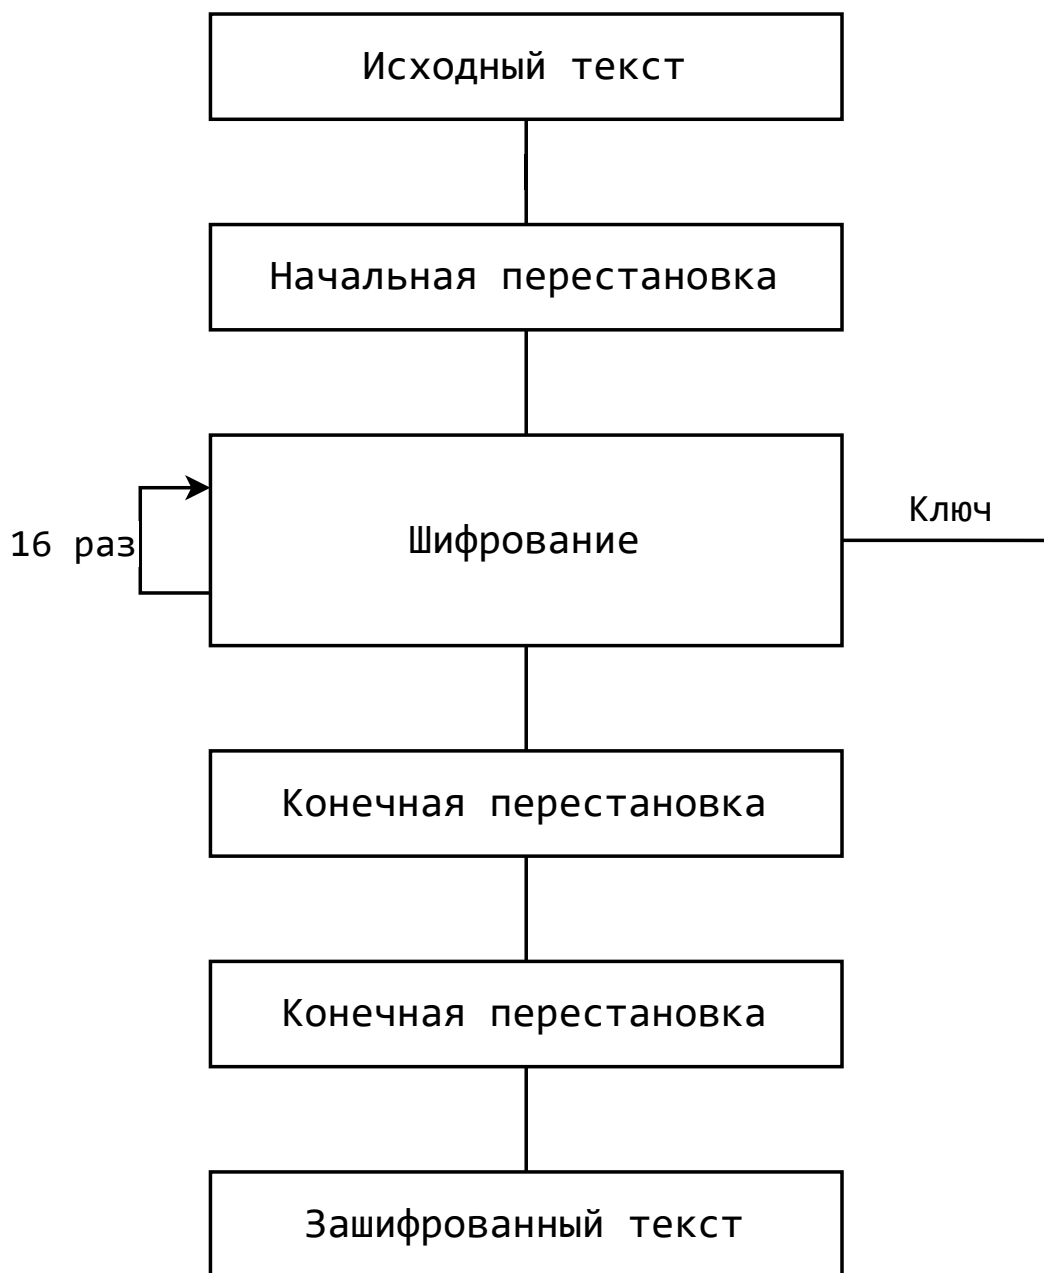 Исходный текст
Начальная перестановка
Ключ
16 раз
Шифрование
Конечная перестановка
Конечная перестановка
Зашифрованный текст